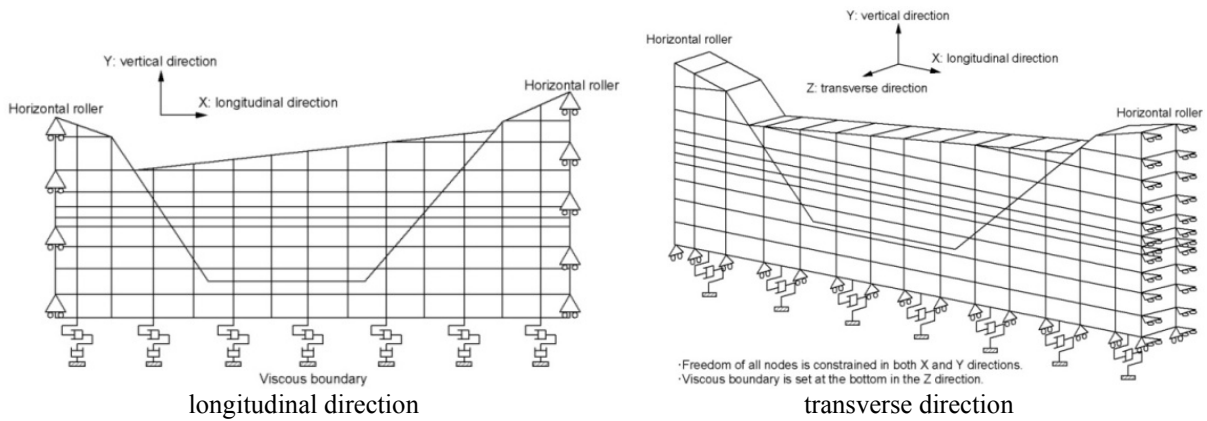 Y: vertical direction
X: longitudinal direction
Horizontal roller
Horizontal roller
Viscous boundary
longitudinal direction
Y: vertical direction
Horizontal roller
X: longitudinal direction
Z: transverse direction
Horizontal roller
·Freedom of all nodes is constrained in both X and Y directions.
·Viscous boundary is set at the bottom in the Z direction.
transverse direction